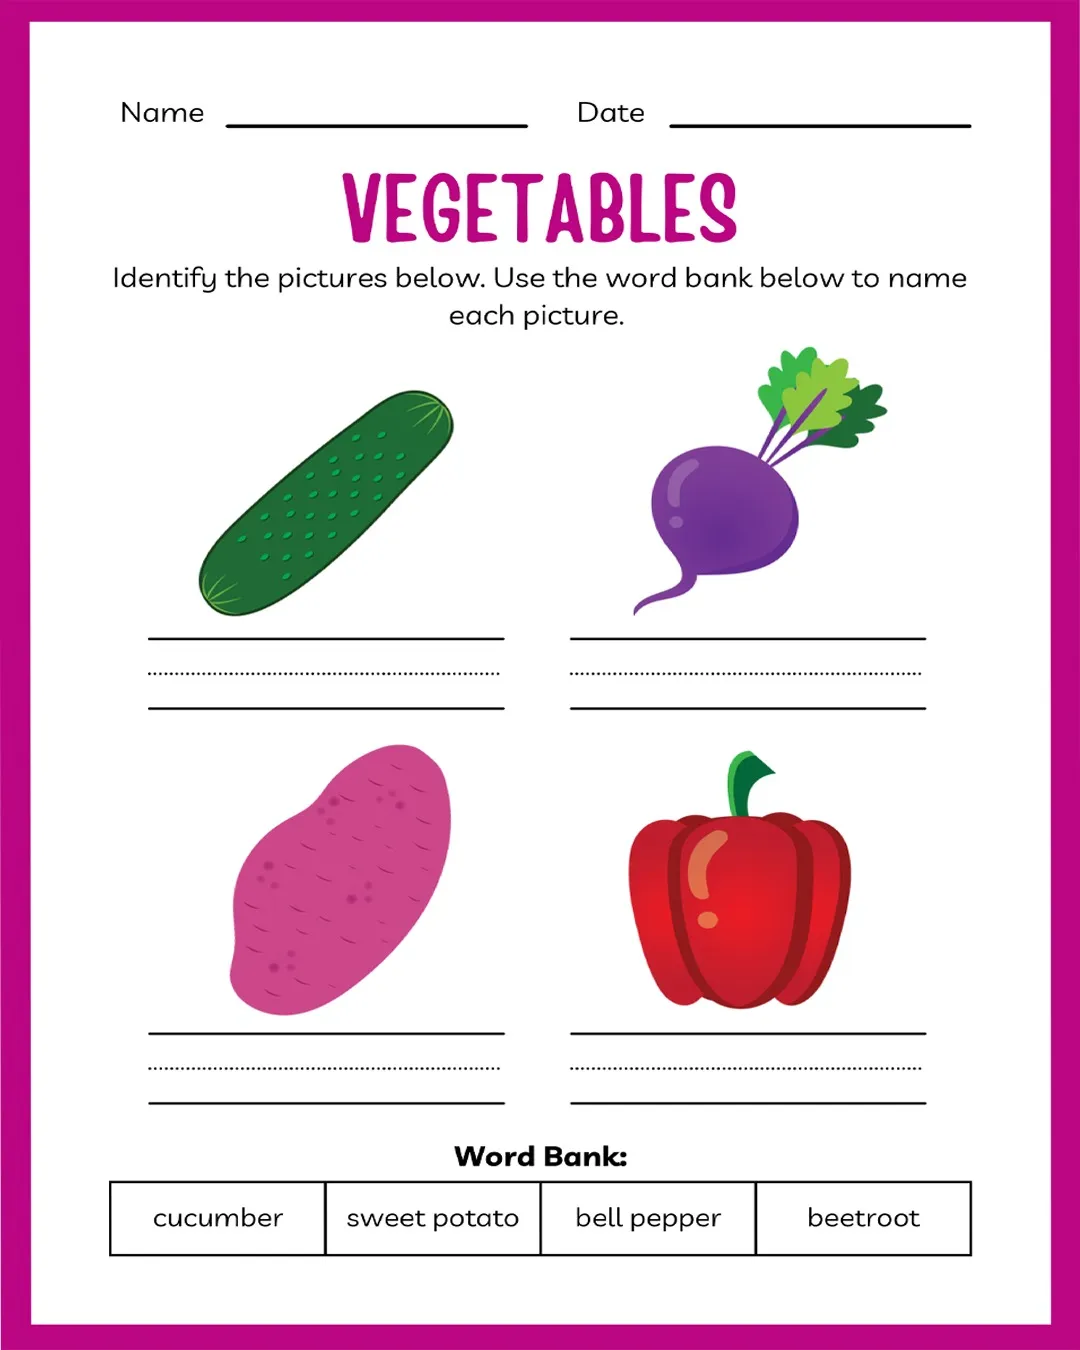 Name Date
VEGETABLES
Identify the pictures below. Use the word bank below to name
each picture.
Word Bank:
cucumber sweet potato bell pepper beetroot